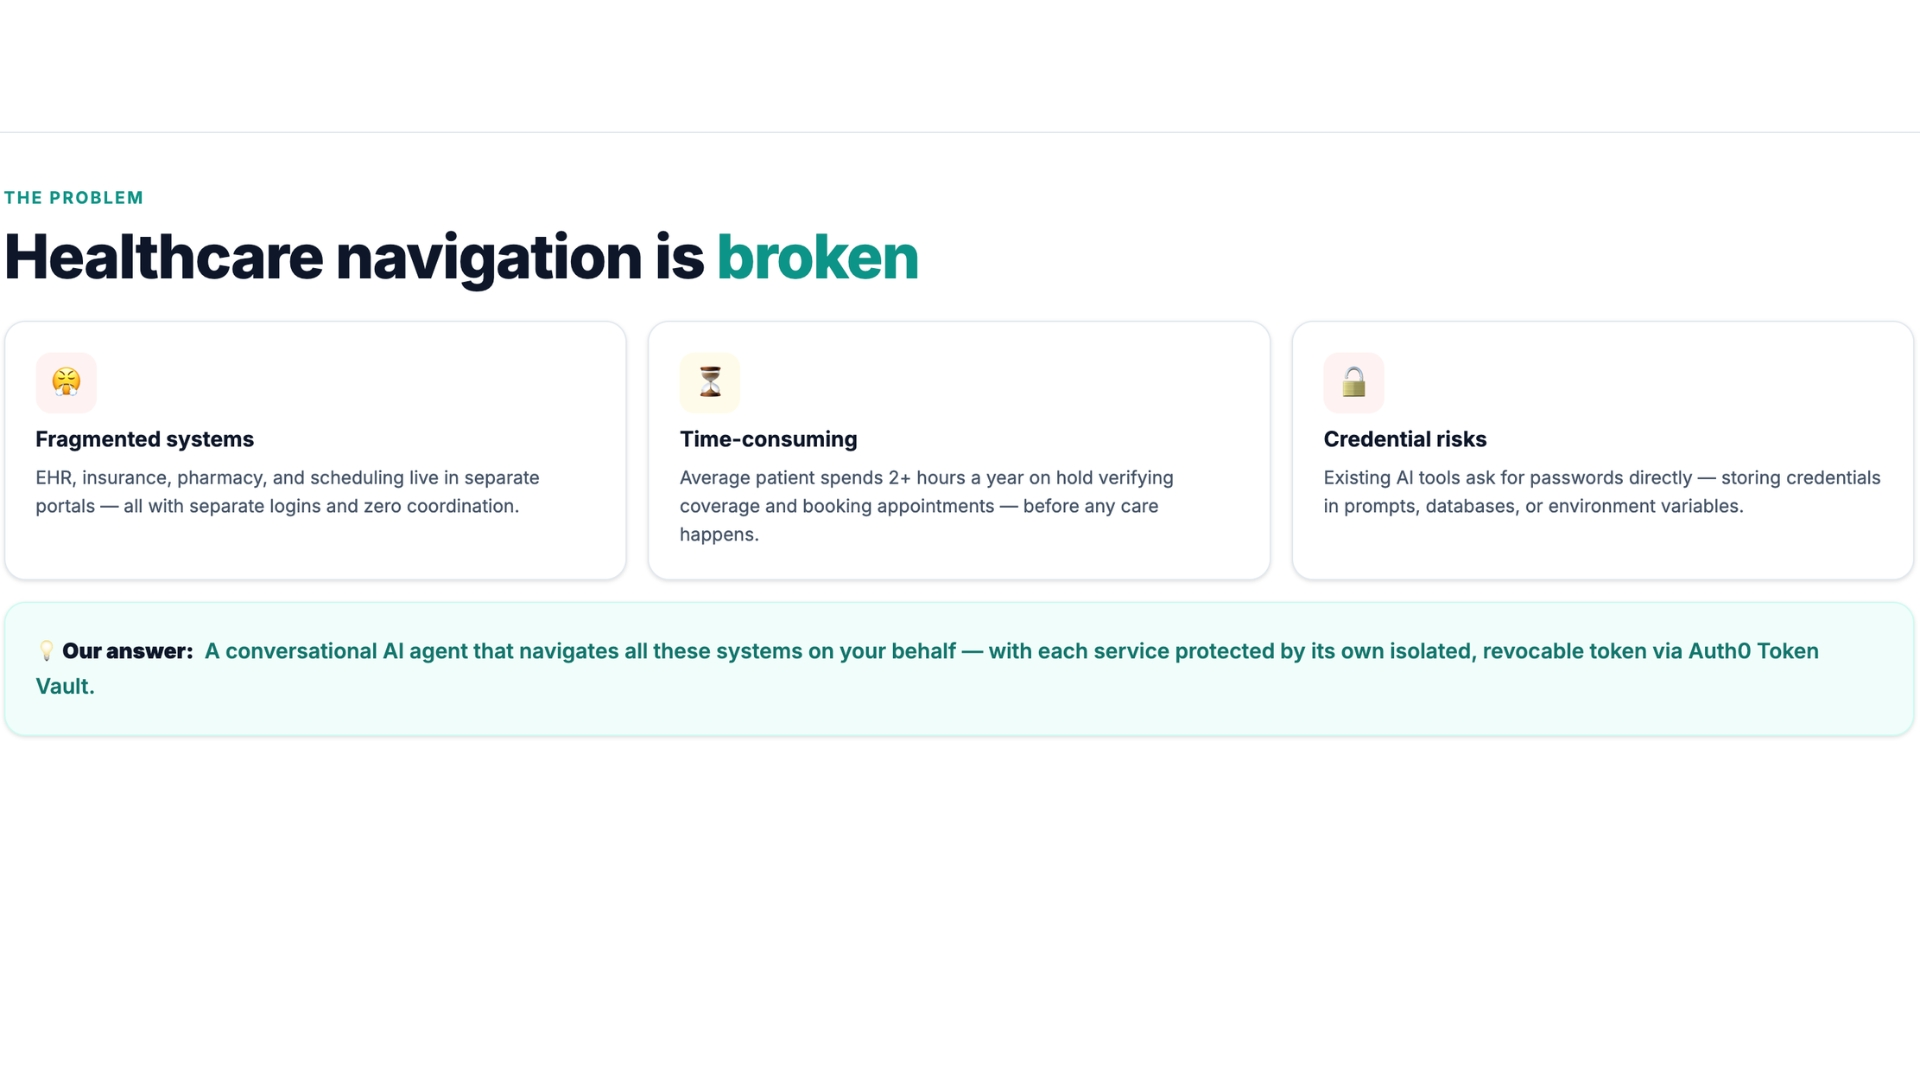 THE PROBLEM
Healthcare navigation is broken
Fragmented systems
EHR, insurance, pharmacy, and scheduling live in separate
portals — all with separate logins and zero coordination.
Time-consuming
Average patient spends 2+ hours a year on hold verifying
coverage and booking appointments — before any care
happens.
Credential risks
Existing AI tools ask for passwords directly — storing credentials
in prompts, databases, or environment variables.
💡 Our answer: A conversational AI agent that navigates all these systems on your behalf — with each service protected by its own isolated, revocable token via Auth0 Token
Vault.